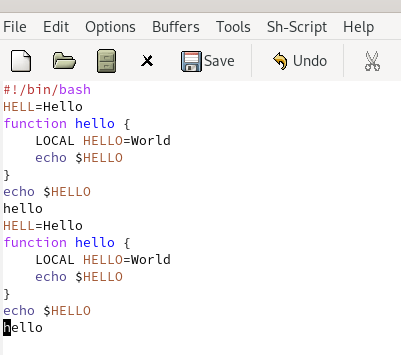 File Edit Options Buffers Tools Sh-Script Help
Save Undo
#!/bin/bash
HELL=Hello
function hello {
    LOCAL HELLO=World
    echo $HELLO
}
echo $HELLO
hello
HELL=Hello
function hello {
    LOCAL HELLO=World
    echo $HELLO
}
echo $HELLO
hello